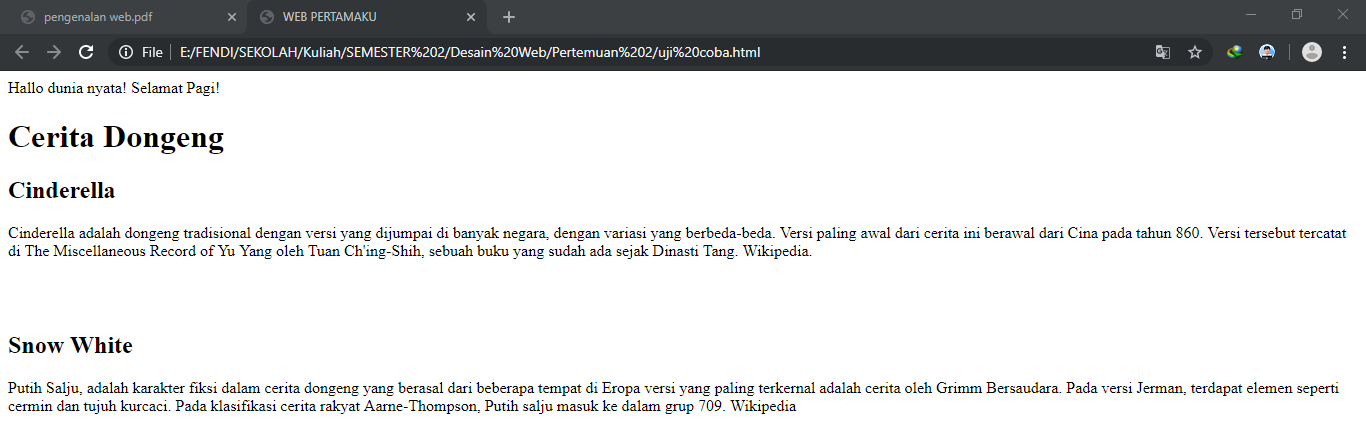 pengenalan web.pdf
WEB PERTAMAKU
File
E:/FENDI/SEKOLAH/Kuliah/SEMESTER%202/Desain%20Web/Pertemuan%202/uji%20coba.html
Hallo dunia nyata! Selamat Pagi!
Cerita Dongeng
Cinderella
Cinderella adalah dongeng tradisional dengan versi yang dijumpai di banyak negara, dengan variasi yang berbeda-beda. Versi paling awal dari cerita ini berawal dari Cina pada tahun 860. Versi tersebut tercatat
di The Miscellaneous Record of Yu Yang oleh Tuan Ch'ing-Shih, sebuah buku yang sudah ada sejak Dinasti Tang. Wikipedia.
Snow White
Putih Salju, adalah karakter fiksi dalam cerita dongeng yang berasal dari beberapa tempat di Eropa versi yang paling terkernal adalah cerita oleh Grimm Bersaudara. Pada versi Jerman, terdapat elemen seperti
cermin dan tujuh kurcaci. Pada klasifikasi cerita rakyat Aarne-Thompson, Putih salju masuk ke dalam grup 709. Wikipedia